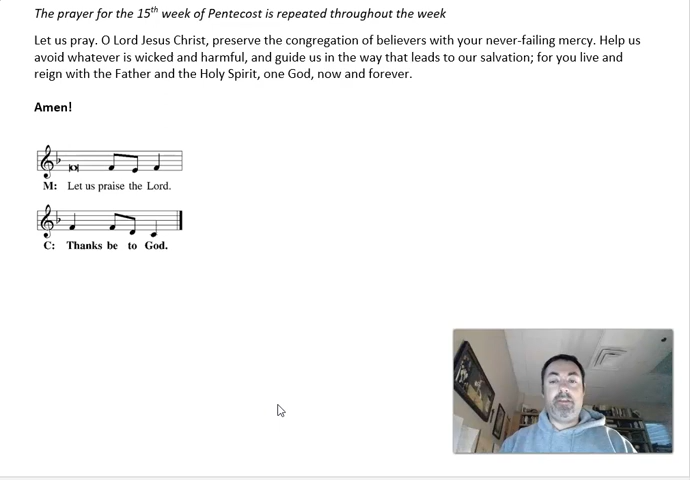 The prayer for the 15th week of Pentecost is repeated throughout the week
Let us pray. O Lord Jesus Christ, preserve the congregation of believers with your never-failing mercy. Help us
avoid whatever is wicked and harmful, and guide us in the way that leads to our salvation; for you live and
reign with the Father and the Holy Spirit, one God, now and forever.
Amen!
M: Let us praise the Lord.
C: Thanks be to God.